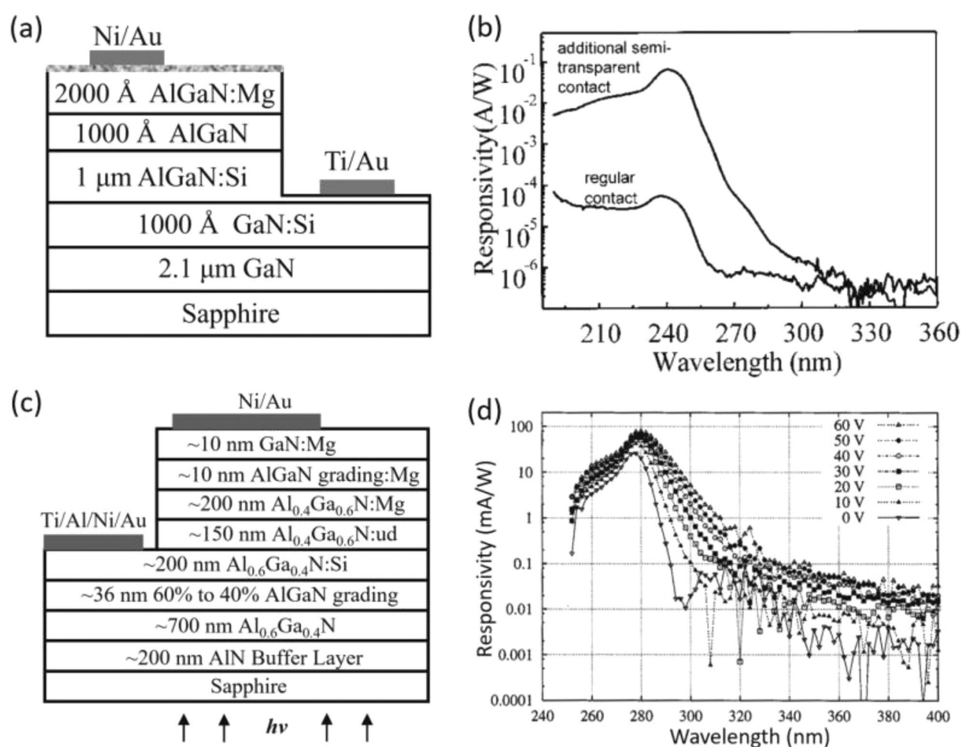 (a)
Ni/Au
2000 Å AlGaN:Mg
1000 Å AlGaN
1 μm AlGaN:Si
Ti/Au
1000 Å GaN:Si
2.1 μm GaN
Sapphire
(b)
additional semi-
transparent
contact
regular
contact
Responsivity(A/W)
10⁻¹
10⁻²
10⁻³
10⁻⁴
10⁻⁵
10⁻⁶
210 240 270 300 330 360
Wavelength (nm)
(c)
Ni/Au
~10 nm GaN:Mg
~10 nm AlGaN grading:Mg
~200 nm Al₀.₄Ga₀.₆N:Mg
Ti/Al/Ni/Au
~150 nm Al₀.₄Ga₀.₆N:ud
~200 nm Al₀.₆Ga₀.₄N:Si
~36 nm 60% to 40% AlGaN grading
~700 nm Al₀.₆Ga₀.₄N
~200 nm AlN Buffer Layer
Sapphire
hν
(d)
Responsivity (mA/W)
100
10
1
0.1
0.01
0.001
0.0001
60 V
50 V
40 V
30 V
20 V
10 V
0 V
240 260 280 300 320 340 360 380 400
Wavelength (nm)